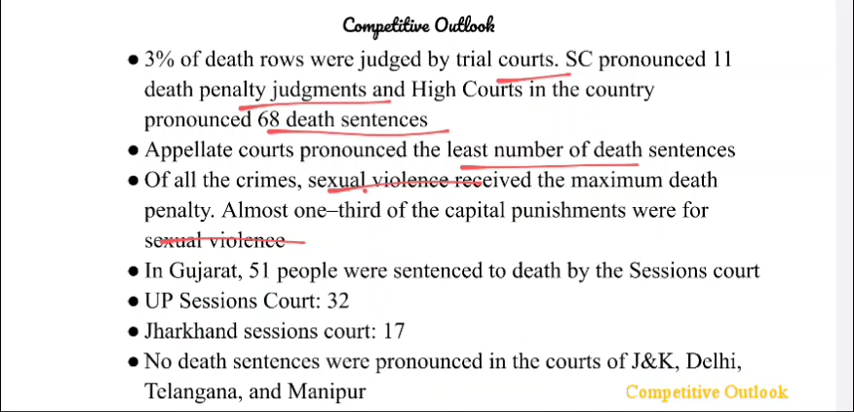 Competitive Outlook
● 3% of death rows were judged by trial courts. SC pronounced 11
death penalty judgments and High Courts in the country
pronounced 68 death sentences
● Appellate courts pronounced the least number of death sentences
● Of all the crimes, sexual violence received the maximum death
penalty. Almost one–third of the capital punishments were for
sexual violence
● In Gujarat, 51 people were sentenced to death by the Sessions court
● UP Sessions Court: 32
● Jharkhand sessions court: 17
● No death sentences were pronounced in the courts of J&K, Delhi,
Telangana, and Manipur
Competitive Outlook